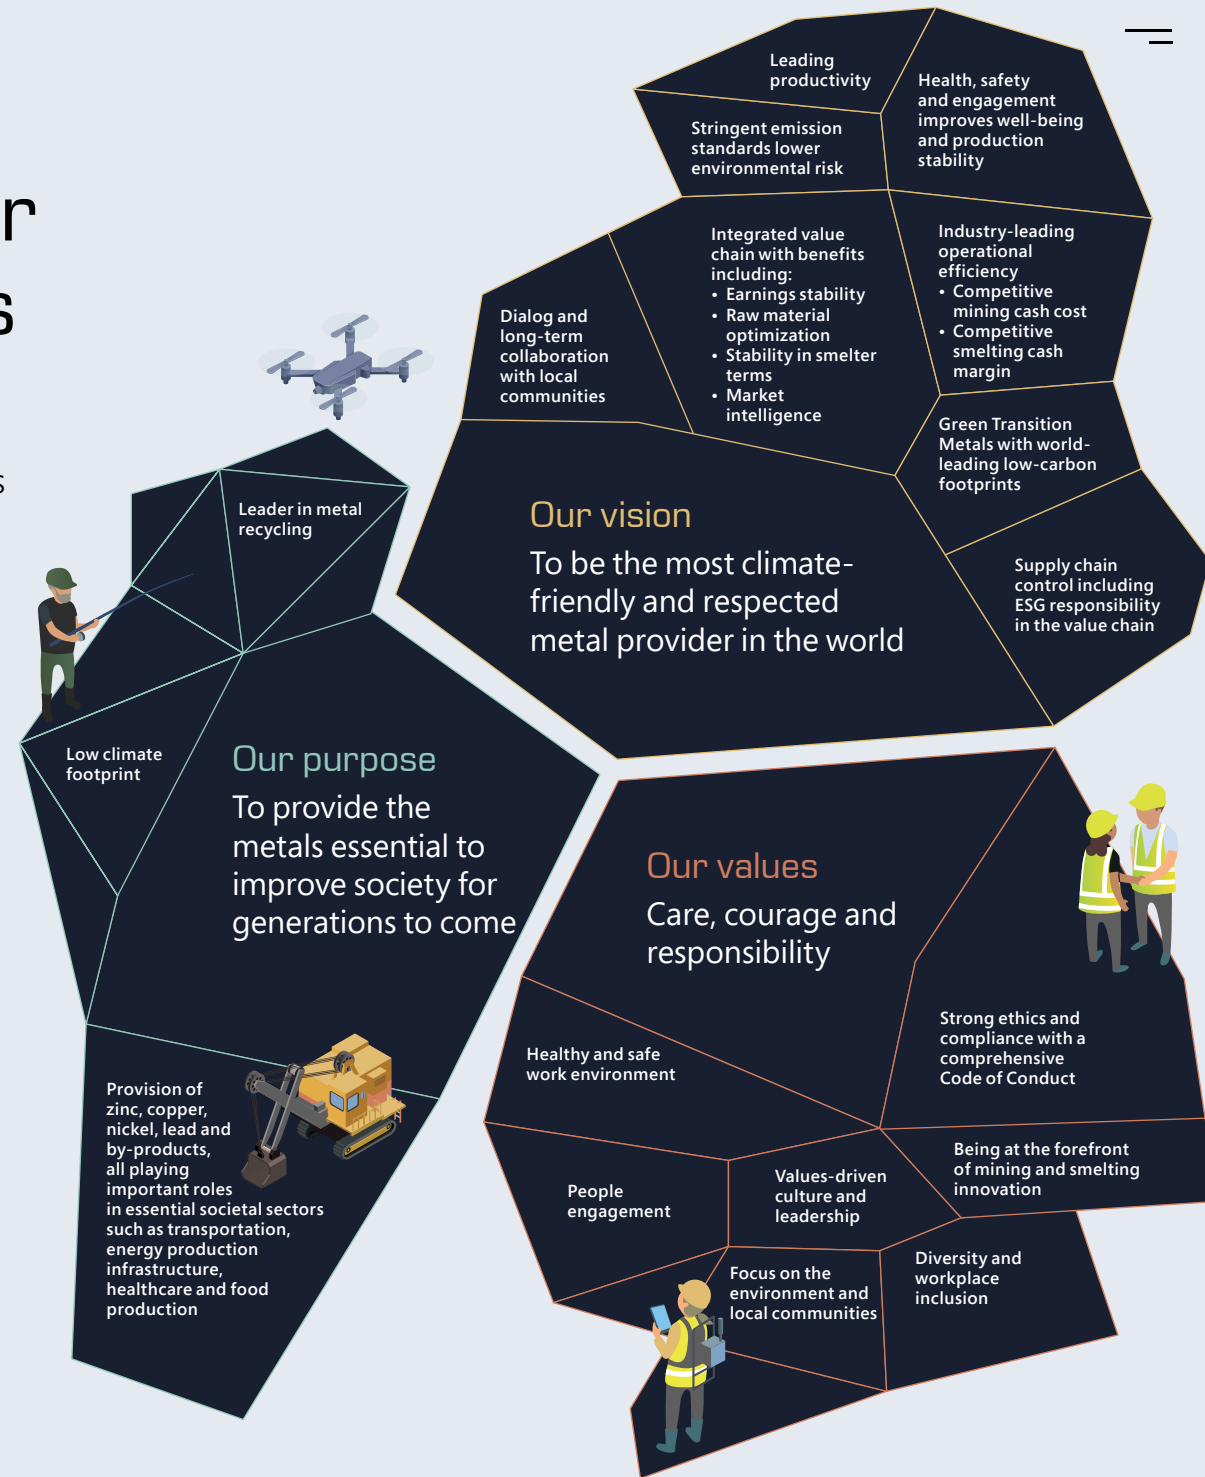 r
s
s
Leading
productivity
Health, safety
and engagement
improves well-being
and production
stability
Stringent emission
standards lower
environmental risk
Integrated value
chain with benefits
including:
• Earnings stability
• Raw material
optimization
• Stability in smelter
terms
• Market
intelligence
Industry-leading
operational
efficiency
• Competitive
mining cash cost
• Competitive
smelting cash
margin
Dialog and
long-term
collaboration
with local
communities
Green Transition
Metals with world-
leading low-carbon
footprints
Supply chain
control including
ESG responsibility
in the value chain
Our vision
To be the most climate-
friendly and respected
metal provider in the world
Leader in metal
recycling
Low climate
footprint
Our purpose
To provide the
metals essential to
improve society for
generations to come
Provision of
zinc, copper,
nickel, lead and
by-products,
all playing
important roles
in essential societal sectors
such as transportation,
energy production
infrastructure,
healthcare and food
production
Our values
Care, courage and
responsibility
Strong ethics and
compliance with a
comprehensive
Code of Conduct
Healthy and safe
work environment
Being at the forefront
of mining and smelting
innovation
Values-driven
culture and
leadership
People
engagement
Diversity and
workplace
inclusion
Focus on the
environment and
local communities